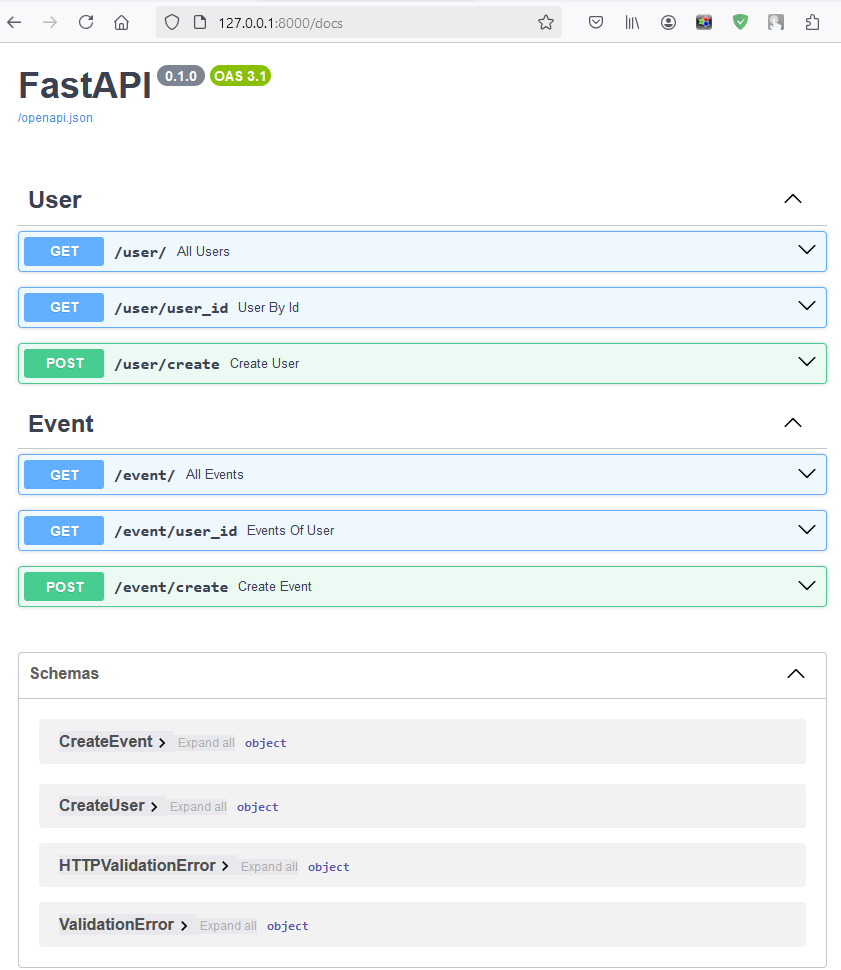 127.0.0.1:8000/docs
FastAPI 0.1.0 OAS 3.1
/openapi.json
User
GET /user/ All Users
GET /user/user_id User By Id
POST /user/create Create User
Event
GET /event/ All Events
GET /event/user_id Events Of User
POST /event/create Create Event
Schemas
CreateEvent Expand all object
CreateUser Expand all object
HTTPValidationError Expand all object
ValidationError Expand all object